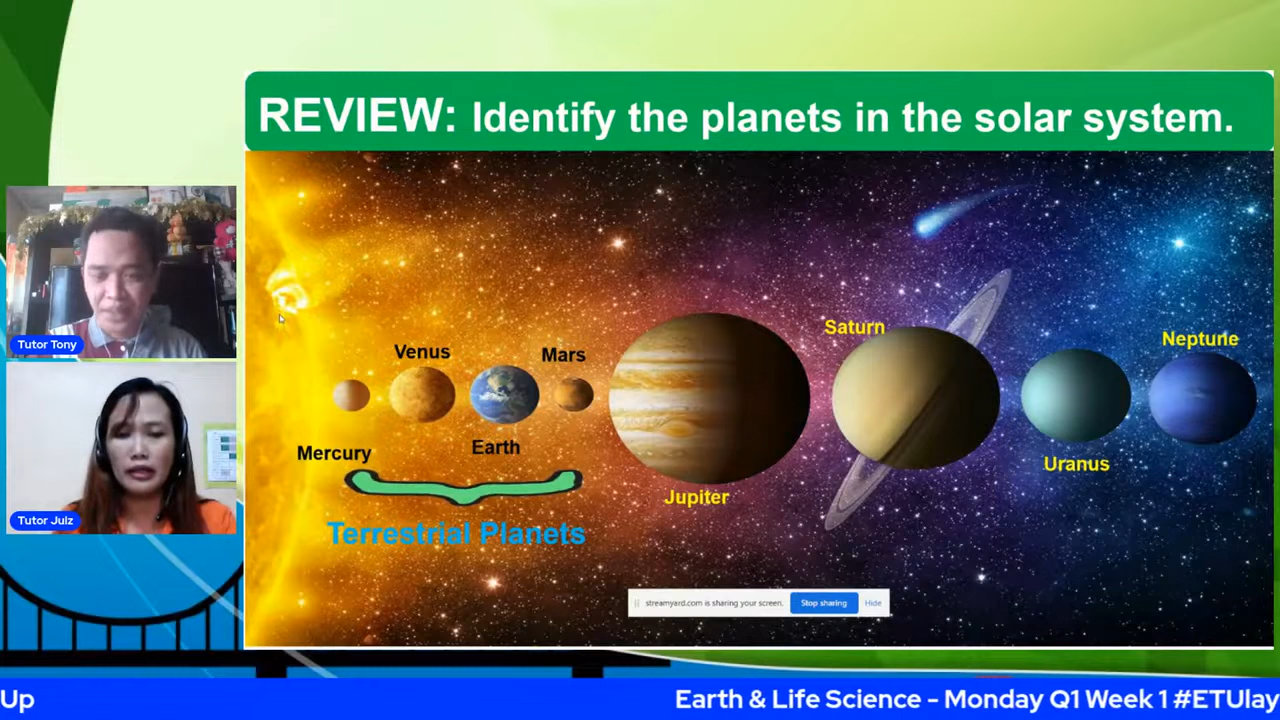 REVIEW: Identify the planets in the solar system.
Tutor Tony
Tutor Juiz
Mercury
Venus
Earth
Mars
Jupiter
Saturn
Uranus
Neptune
Terrestrial Planets
streamyard.com is sharing your screen. Stop sharing Hide
Up Earth & Life Science - Monday Q1 Week 1 #ETUlay